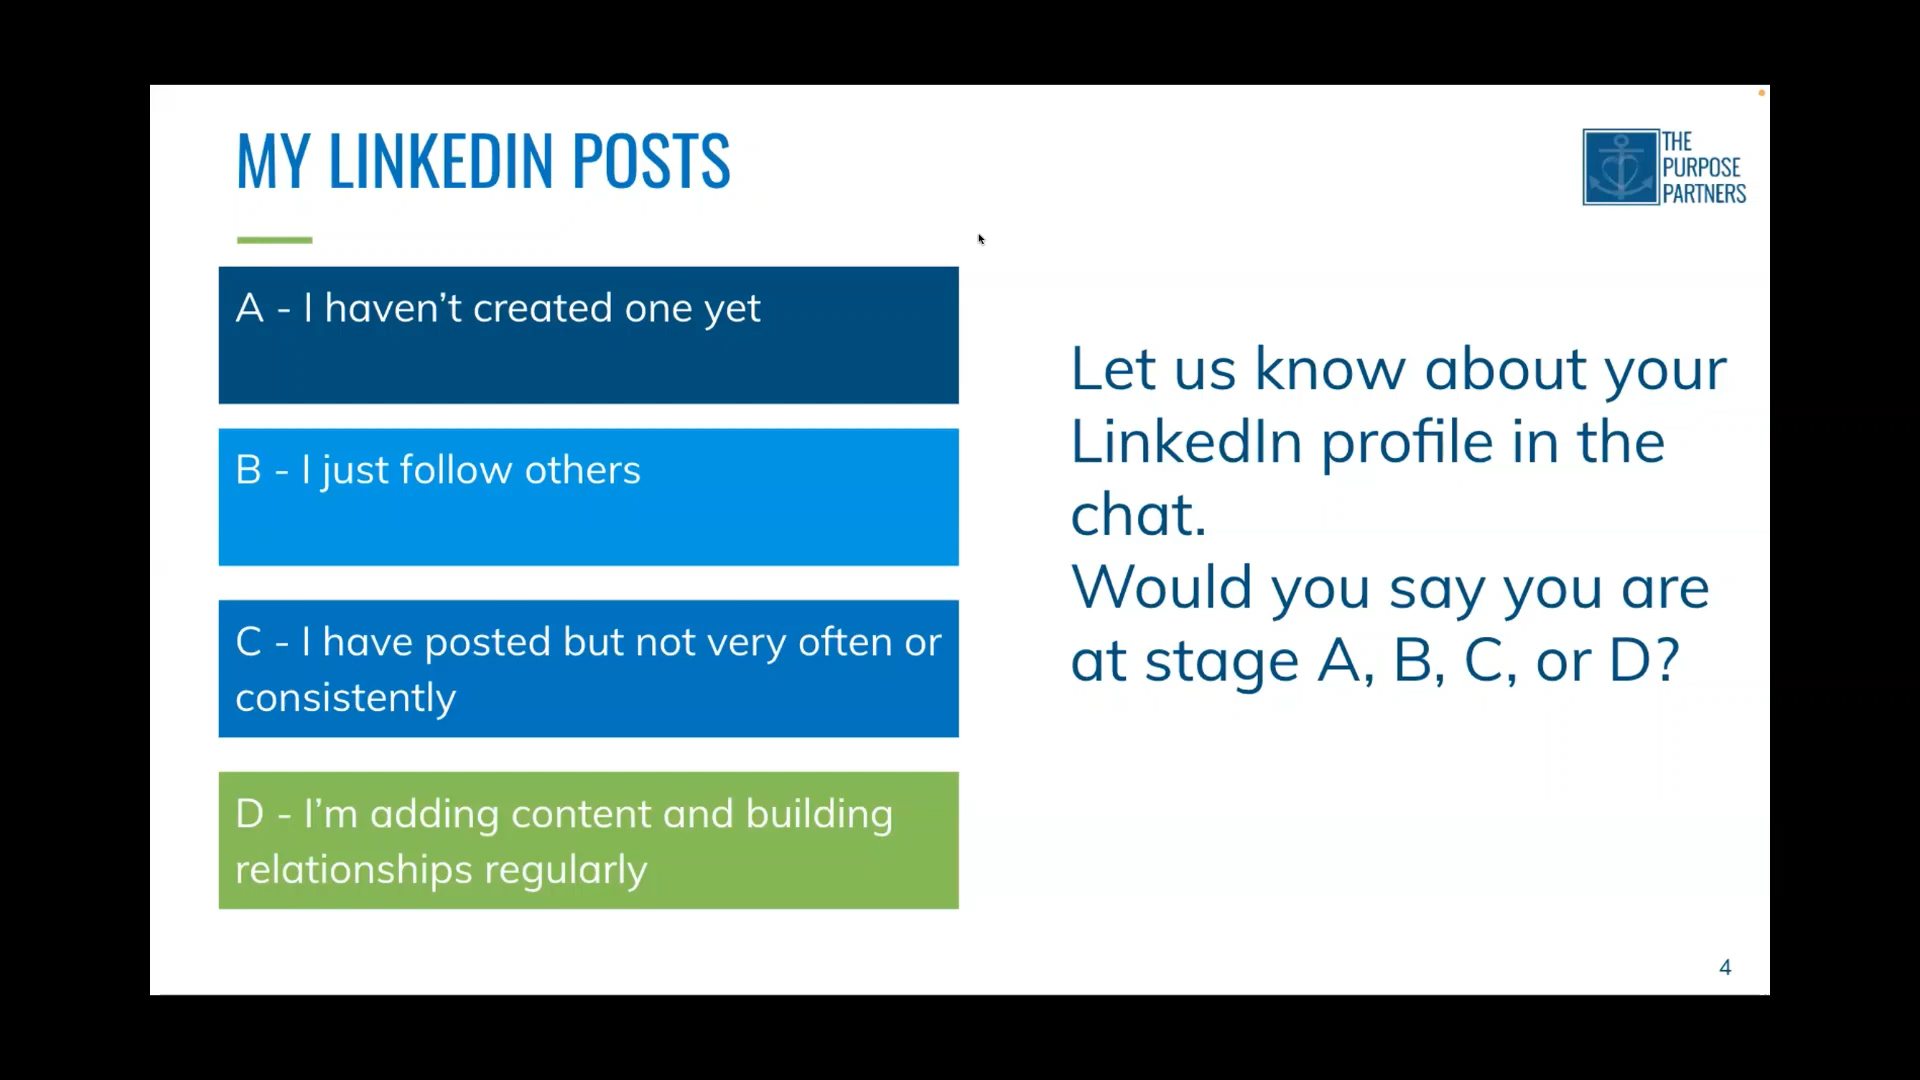 MY LINKEDIN POSTS
THE
PURPOSE
PARTNERS
A - I haven’t created one yet
B - I just follow others
C - I have posted but not very often or
consistently
D - I’m adding content and building
relationships regularly
Let us know about your
LinkedIn profile in the
chat.
Would you say you are
at stage A, B, C, or D?
4